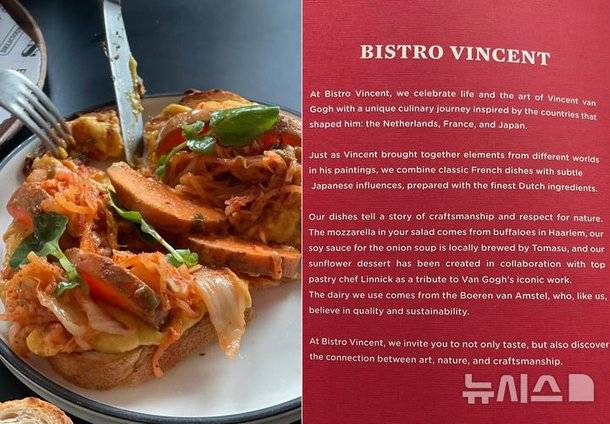 BISTRO VINCENT
At Bistro Vincent, we celebrate life and the art of Vincent van
Gogh with a unique culinary journey inspired by the countries that
shaped him: the Netherlands, France, and Japan.
Just as Vincent brought together elements from different worlds
in his paintings, we combine classic French dishes with subtle
Japanese influences, prepared with the finest Dutch ingredients.
Our dishes tell a story of craftsmanship and respect for nature.
The mozzarella in your salad comes from buffaloes in Haarlem, our
soy sauce for the onion soup is locally brewed by Tomasu, and our
sunflower dessert has been created in collaboration with top
pastry chef Linnick as a tribute to Van Gogh's iconic work.
The dairy we use comes from the Boeren van Amstel, who, like us,
believe in quality and sustainability.
At Bistro Vincent, we invite you to not only taste, but also discover
the connection between art, nature, and craftsmanship.
뉴시스